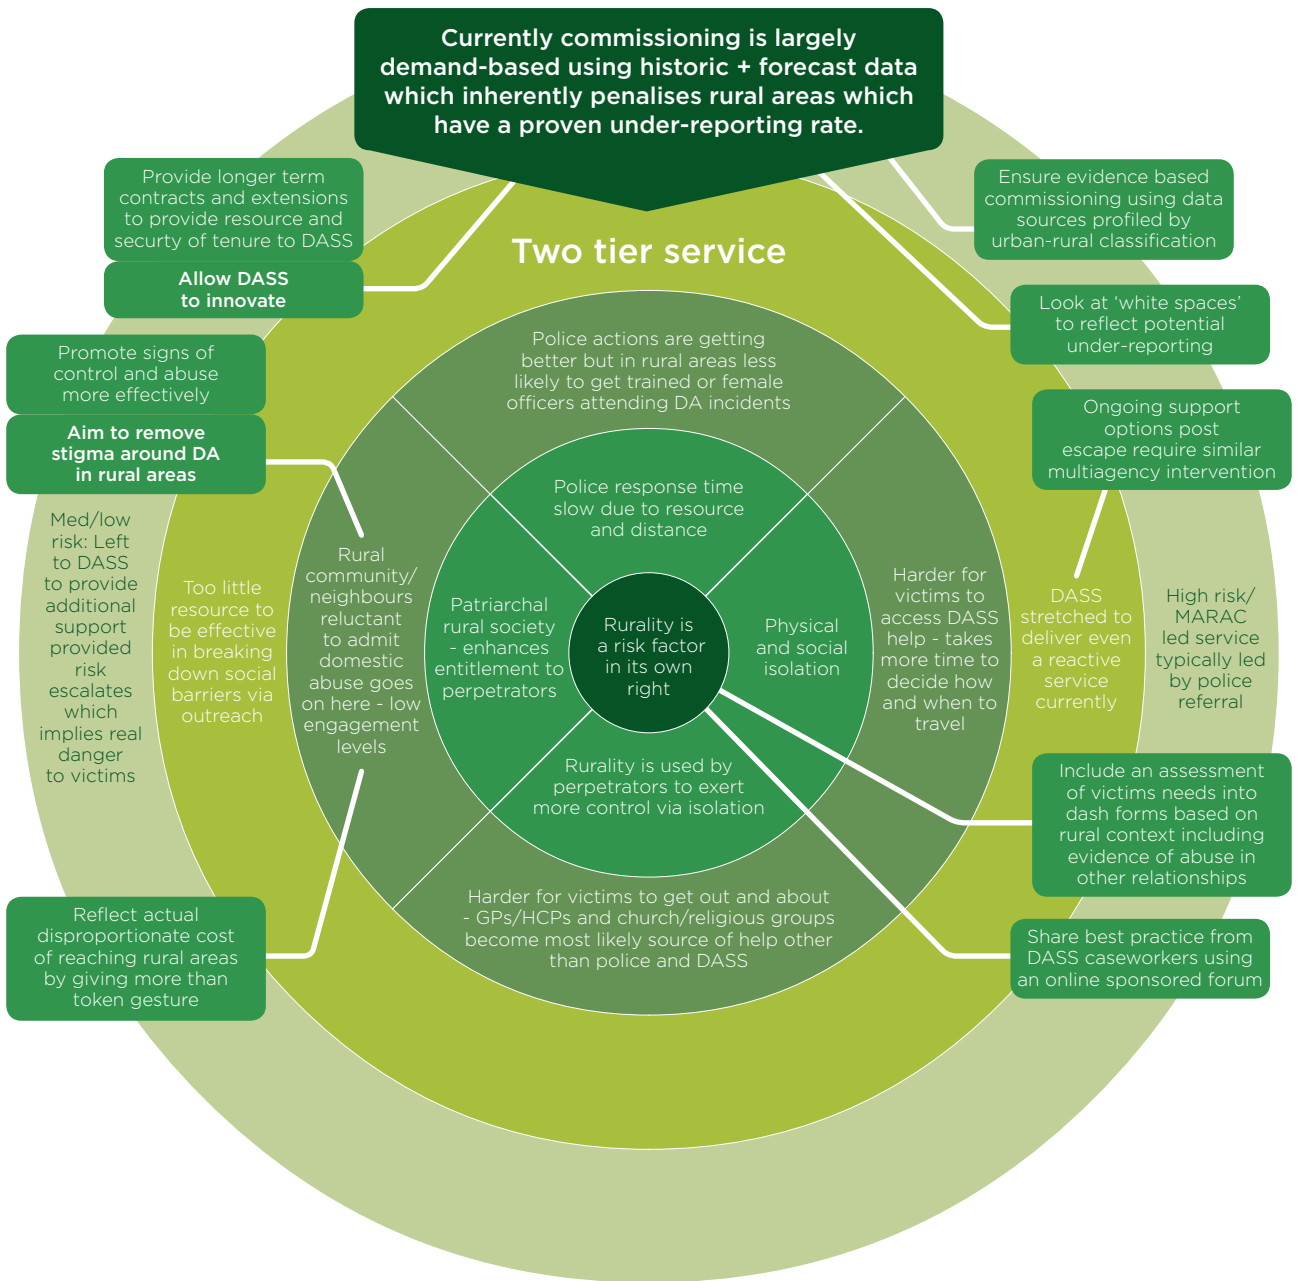 Currently commissioning is largely
demand-based using historic + forecast data
which inherently penalises rural areas which
have a proven under-reporting rate.
Provide longer term
contracts and extensions
to provide resource and
securty of tenure to DASS
Allow DASS
to innovate
Ensure evidence based
commissioning using data
sources profiled by
urban-rural classification
Two tier service
Look at ‘white spaces’
to reflect potential
under-reporting
Promote signs of
control and abuse
more effectively
Aim to remove
stigma around DA
in rural areas
Police actions are getting
better but in rural areas less
likely to get trained or female
officers attending DA incidents
Ongoing support
options post
escape require similar
multiagency intervention
Police response time
slow due to resource
and distance
Med/low
risk: Left
to DASS
to provide
additional
support
provided
risk
escalates
which
implies real
danger
to victims
Too little
resource to
be effective
in breaking
down social
barriers via
outreach
Rural
community/
neighbours
reluctant
to admit
domestic
abuse goes
on here - low
engagement
levels
Patriarchal
rural society
- enhances
entitlement to
perpetrators
Rurality is
a risk factor
in its own
right
Physical
and social
isolation
Harder for
victims to
access DASS
help - takes
more time to
decide how
and when to
travel
DASS
stretched to
deliver even
a reactive
service
currently
High risk/
MARAC
led service
typically led
by police
referral
Rurality is used by
perpetrators to exert
more control via isolation
Include an assessment
of victims needs into
dash forms based on
rural context including
evidence of abuse in
other relationships
Harder for victims to get out and about
- GPs/HCPs and church/religious groups
become most likely source of help other
than police and DASS
Reflect actual
disproportionate cost
of reaching rural areas
by giving more than
token gesture
Share best practice from
DASS caseworkers using
an online sponsored forum